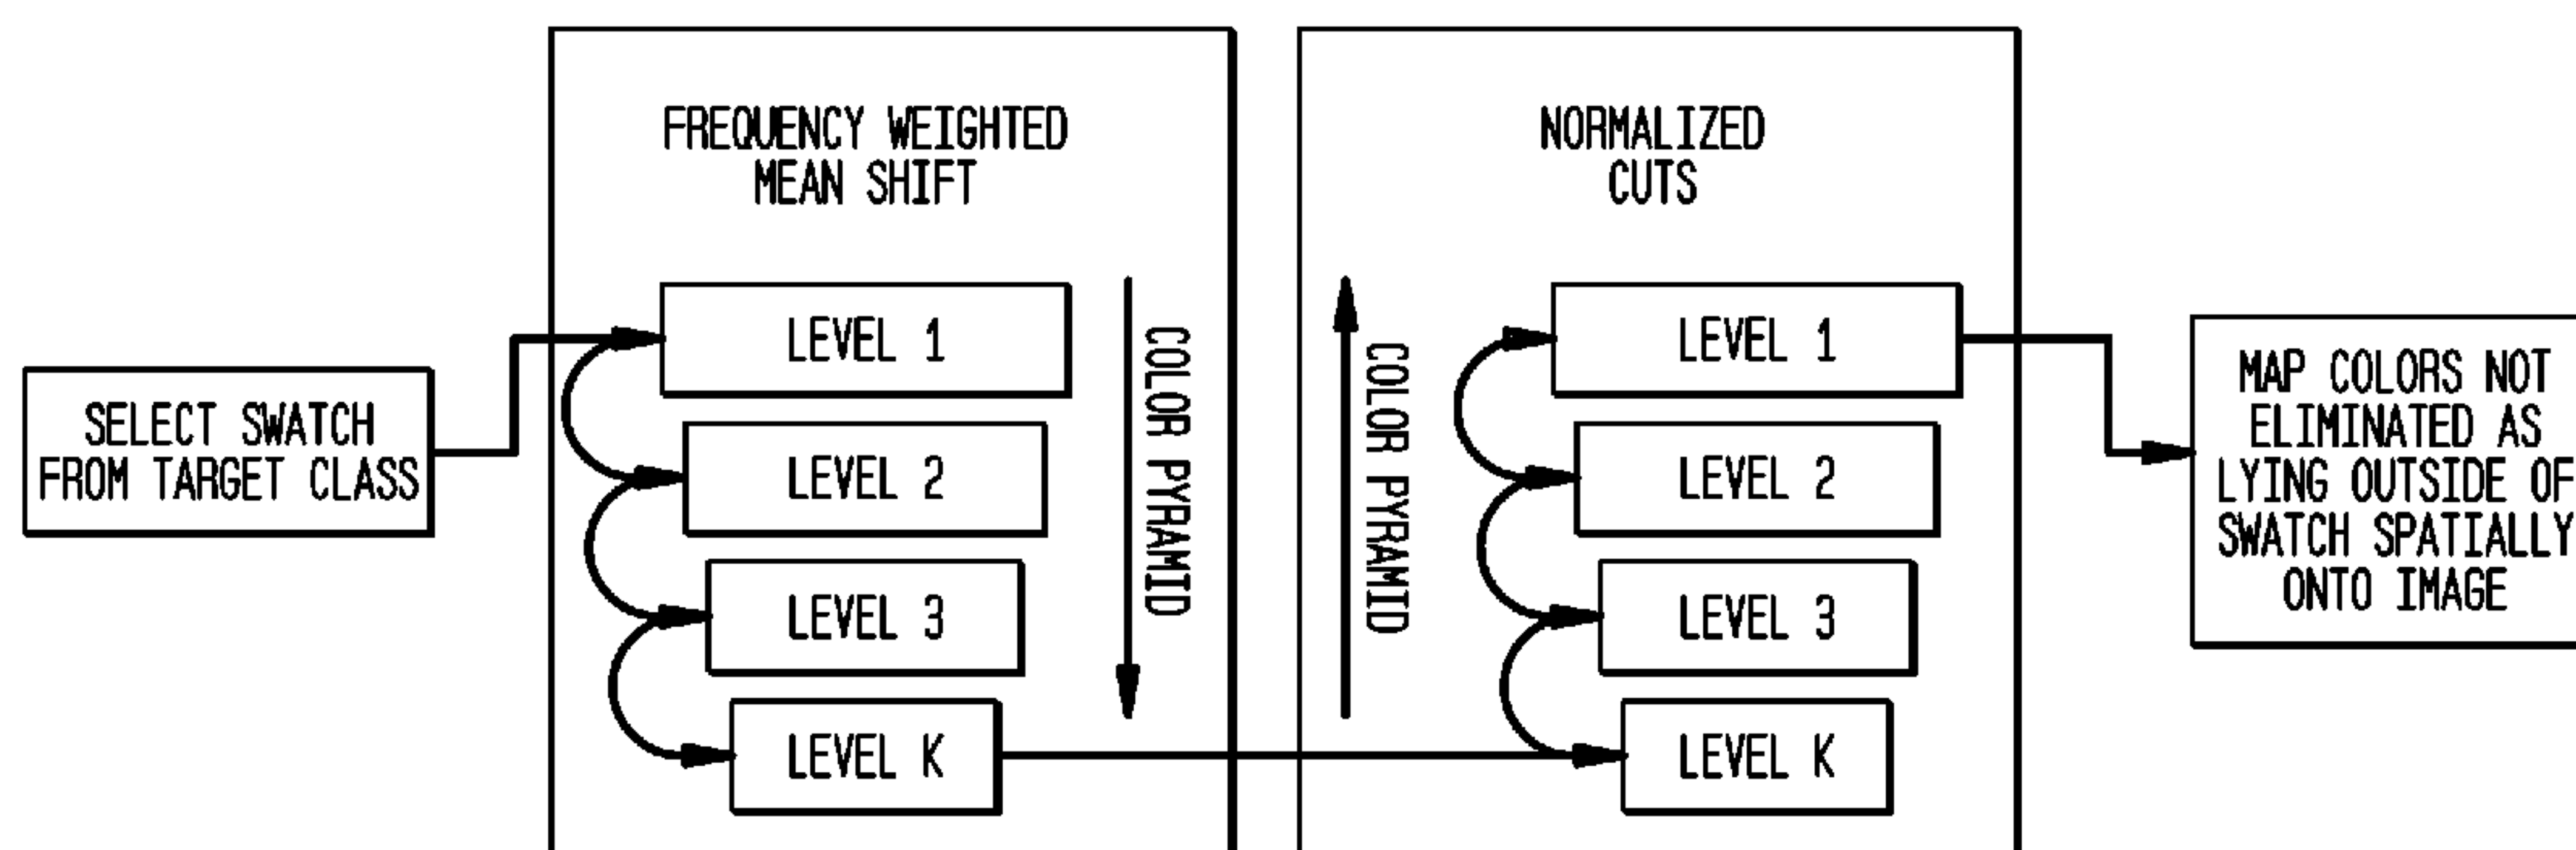 SELECT SWATCH
FROM TARGET CLASS
FREQUENCY WEIGHTED
MEAN SHIFT
LEVEL 1
LEVEL 2
LEVEL 3
LEVEL K
COLOR PYRAMID
NORMALIZED
CUTS
COLOR PYRAMID
LEVEL 1
LEVEL 2
LEVEL 3
LEVEL K
MAP COLORS NOT
ELIMINATED AS
LYING OUTSIDE OF
SWATCH SPATIALLY
ONTO IMAGE